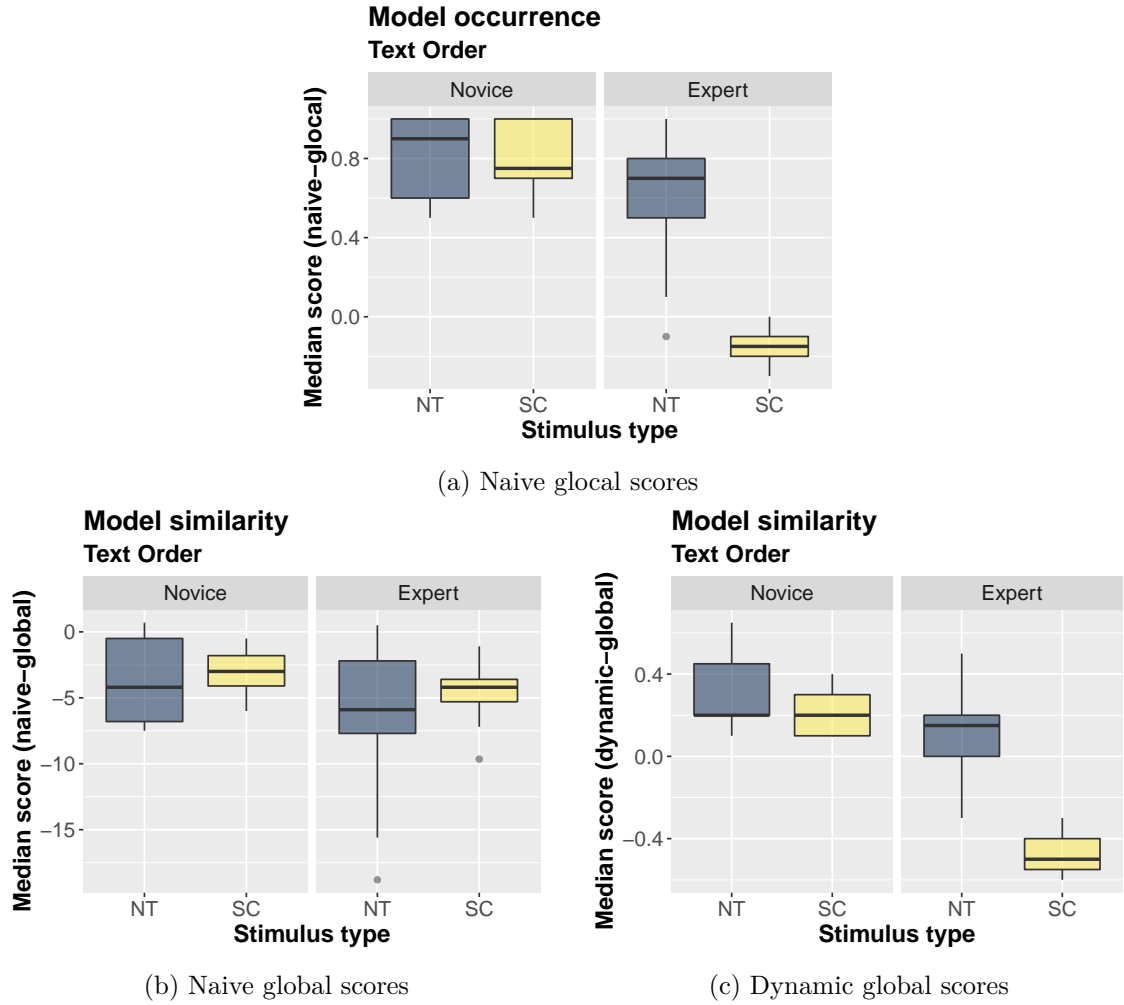 Model occurrence
Text Order
Novice Expert
Median score (naive−glocal)
0.8
0.4
0.0
NT SC NT SC
Stimulus type
(a) Naive glocal scores
Model similarity
Text Order
Novice Expert
Median score (naive−global)
0
−5
−10
−15
NT SC NT SC
Stimulus type
(b) Naive global scores
Model similarity
Text Order
Novice Expert
Median score (dynamic−global)
0.4
0.0
−0.4
NT SC NT SC
Stimulus type
(c) Dynamic global scores